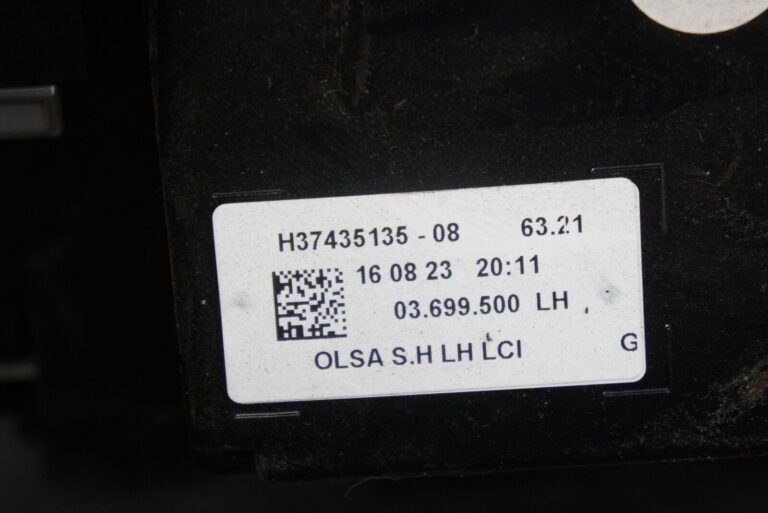 H37435135 - 08 63.21
16 08 23 20:11
03.699.500 LH
OLSA S.H LH LCI G